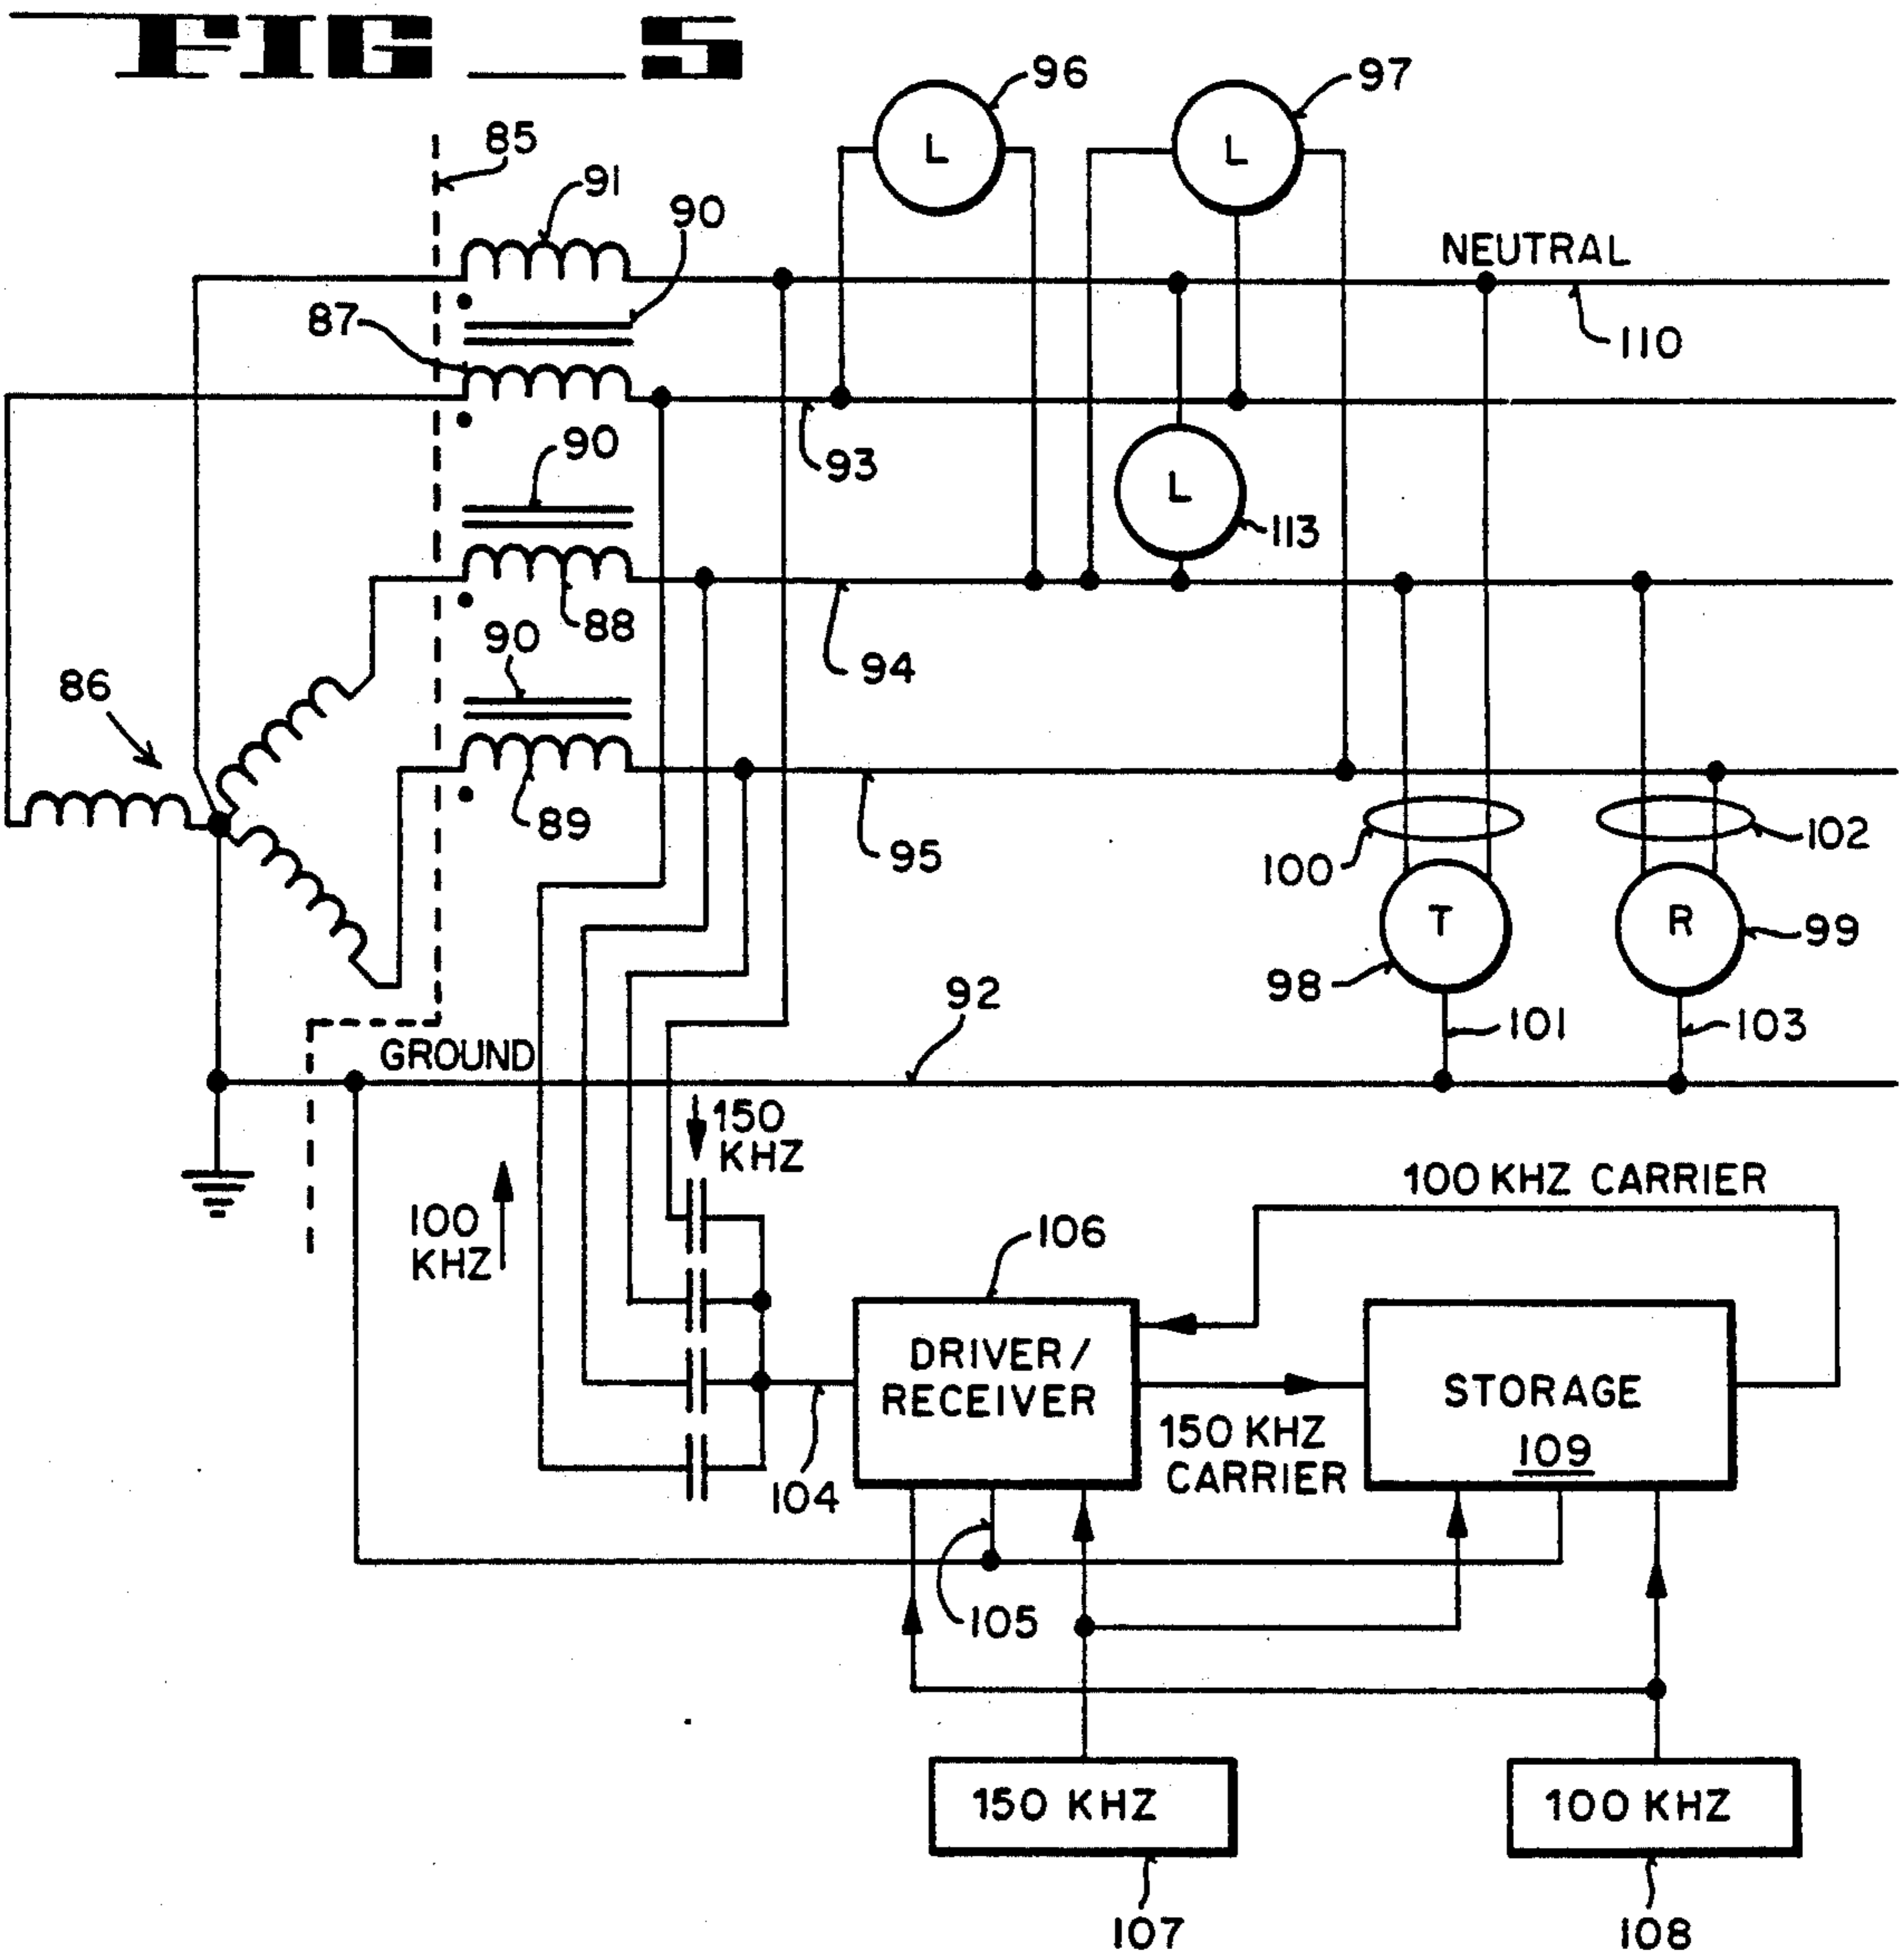 FIG 5
96
97
85
91
90
NEUTRAL
87
110
L
L
90
93
L
113
88
90
94
86
89
95
100
102
T
R
99
98
92
101
103
GROUND
150
KHZ
100 KHZ CARRIER
100
KHZ
106
DRIVER/
RECEIVER
STORAGE
109
150 KHZ
CARRIER
104
105
150 KHZ
100 KHZ
107
108